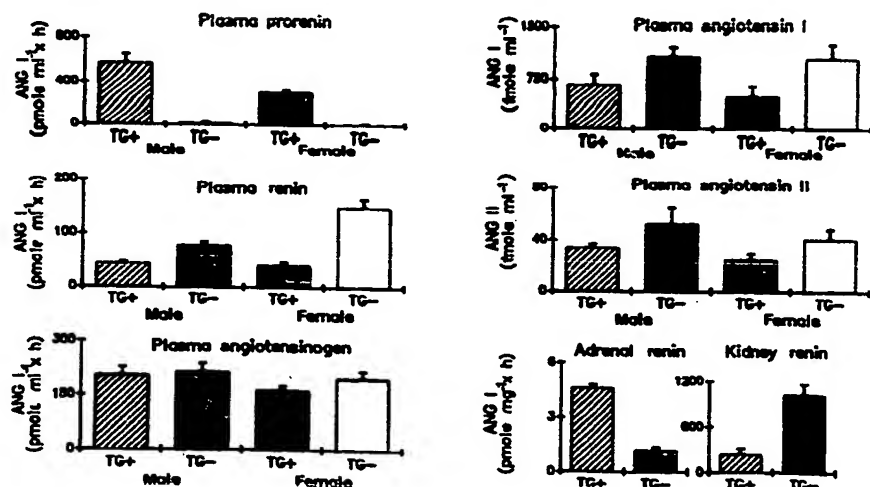 Plasma prorenin
ANG I
(pmole ml⁻¹ x h)
800
400
0
TG+ TG− TG+ TG−
Male Female
Plasma renin
ANG I
(pmole ml⁻¹ x h)
200
100
0
TG+ TG− TG+ TG−
Male Female
Plasma angiotensinogen
ANG I
(pmole ml⁻¹ x h)
300
150
0
TG+ TG− TG+ TG−
Male Female
Plasma angiotensin I
ANG I
(fmole ml⁻¹)
1500
750
0
TG+ TG− TG+ TG−
Male Female
Plasma angiotensin II
ANG II
(fmole ml⁻¹)
80
40
0
TG+ TG− TG+ TG−
Male Female
Adrenal renin Kidney renin
ANG I
(pmole mg⁻¹x h)
6
3
0
1200
600
0
TG+ TG− TG+ TG−